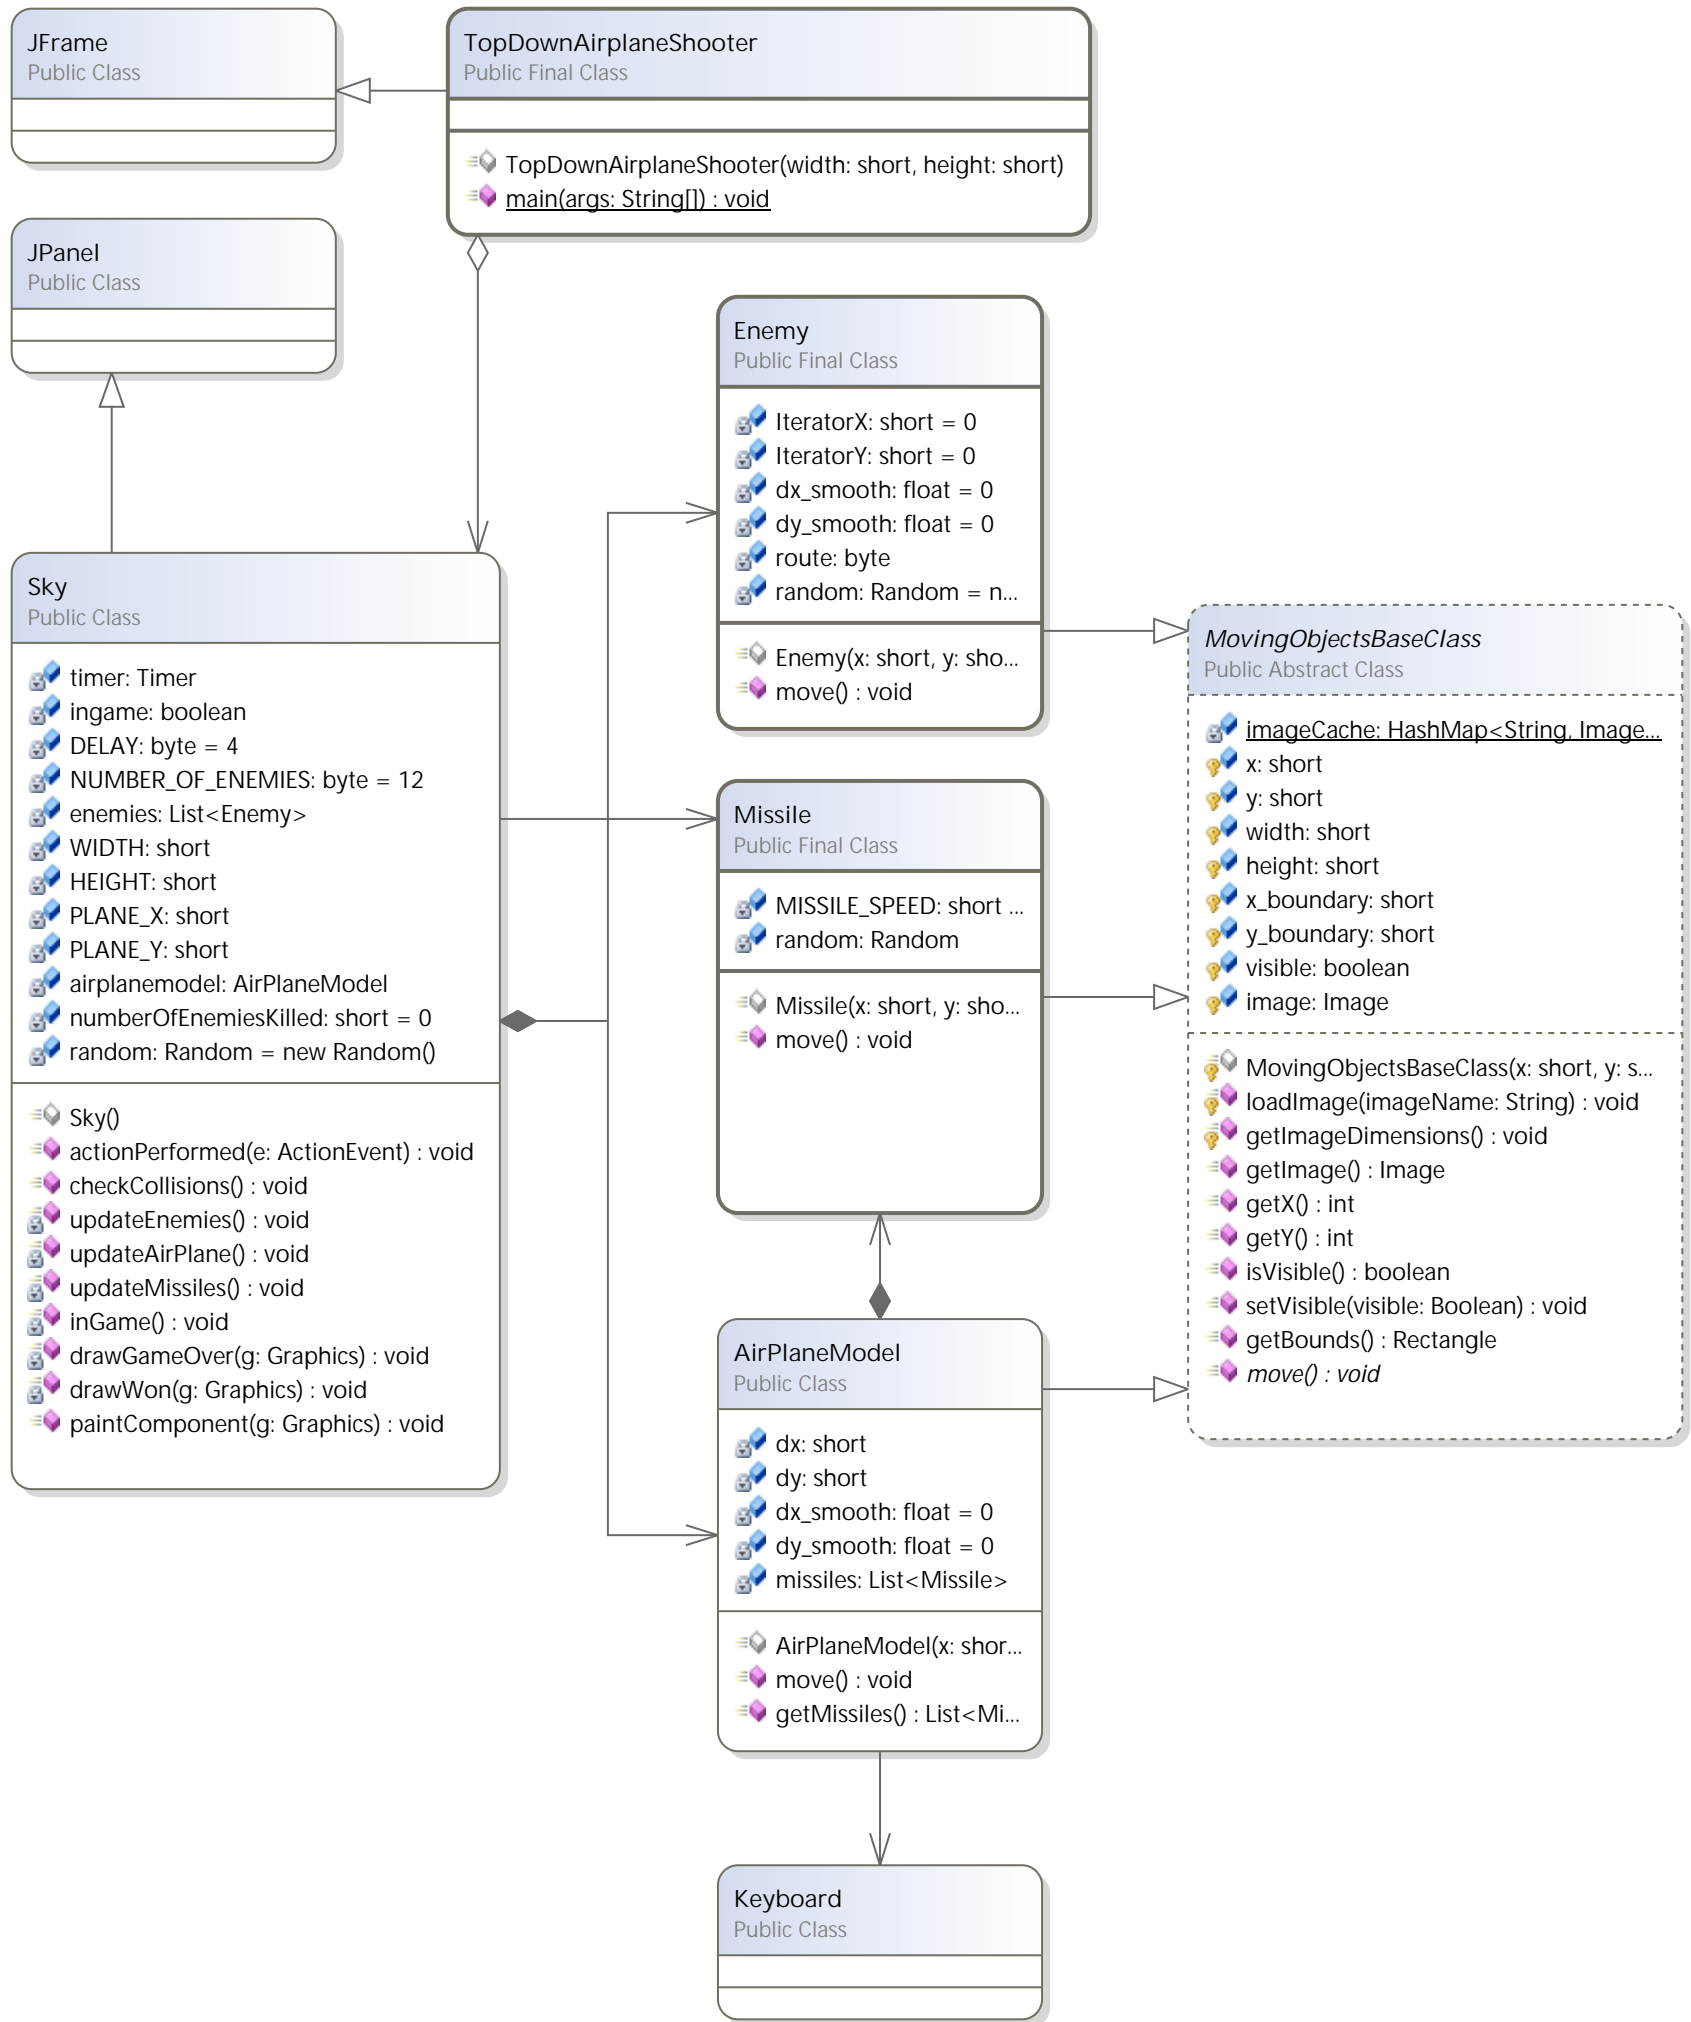 JFrame
Public Class
TopDownAirplaneShooter
Public Final Class
TopDownAirplaneShooter(width: short, height: short)
main(args: String[]) : void
JPanel
Public Class
Enemy
Public Final Class
IteratorX: short = 0
IteratorY: short = 0
dx_smooth: float = 0
dy_smooth: float = 0
route: byte
random: Random = n...
Enemy(x: short, y: sho...
move() : void
Sky
Public Class
timer: Timer
ingame: boolean
DELAY: byte = 4
NUMBER_OF_ENEMIES: byte = 12
enemies: List<Enemy>
WIDTH: short
HEIGHT: short
PLANE_X: short
PLANE_Y: short
airplanemodel: AirPlaneModel
numberOfEnemiesKilled: short = 0
random: Random = new Random()
Sky()
actionPerformed(e: ActionEvent) : void
checkCollisions() : void
updateEnemies() : void
updateAirPlane() : void
updateMissiles() : void
inGame() : void
drawGameOver(g: Graphics) : void
drawWon(g: Graphics) : void
paintComponent(g: Graphics) : void
Missile
Public Final Class
MISSILE_SPEED: short ...
random: Random
Missile(x: short, y: sho...
move() : void
MovingObjectsBaseClass
Public Abstract Class
imageCache: HashMap<String, Image...
x: short
y: short
width: short
height: short
x_boundary: short
y_boundary: short
visible: boolean
image: Image
MovingObjectsBaseClass(x: short, y: s...
loadImage(imageName: String) : void
getImageDimensions() : void
getImage() : Image
getX() : int
getY() : int
isVisible() : boolean
setVisible(visible: Boolean) : void
getBounds() : Rectangle
move() : void
AirPlaneModel
Public Class
dx: short
dy: short
dx_smooth: float = 0
dy_smooth: float = 0
missiles: List<Missile>
AirPlaneModel(x: shor...
move() : void
getMissiles() : List<Mi...
Keyboard
Public Class